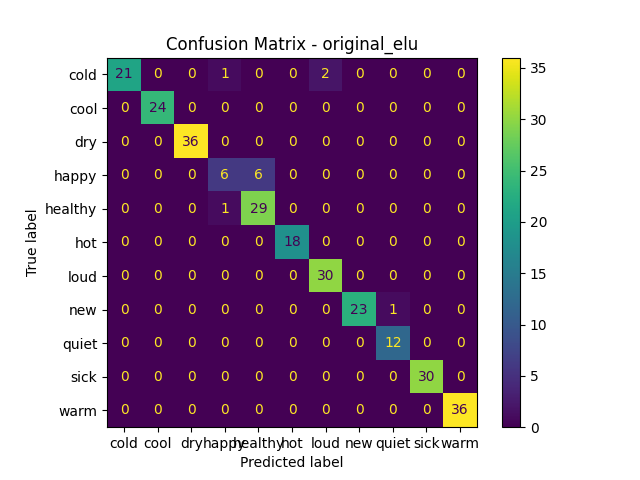 Confusion Matrix - original_elu
True label
cold 21 0 0 1 0 0 2 0 0 0 0
cool 0 24 0 0 0 0 0 0 0 0 0
dry 0 0 36 0 0 0 0 0 0 0 0
happy 0 0 0 6 6 0 0 0 0 0 0
healthy 0 0 0 1 29 0 0 0 0 0 0
hot 0 0 0 0 0 18 0 0 0 0 0
loud 0 0 0 0 0 0 30 0 0 0 0
new 0 0 0 0 0 0 0 23 1 0 0
quiet 0 0 0 0 0 0 0 0 12 0 0
sick 0 0 0 0 0 0 0 0 0 30 0
warm 0 0 0 0 0 0 0 0 0 0 36
cold cool dry happy healthy hot loud new quiet sick warm
Predicted label
35
30
25
20
15
10
5
0